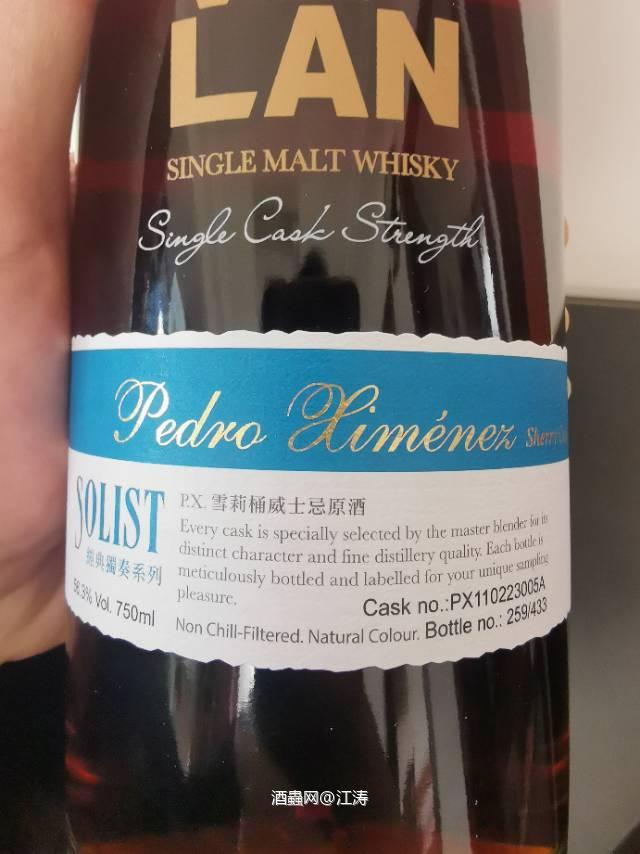 LAN
SINGLE MALT WHISKY
Single Cask Strength
Pedro Ximénez Sherry
SOLIST
經典獨奏系列
56.3% Vol. 750ml
P.X. 雪莉桶威士忌原酒
Every cask is specially selected by the master blender for its
distinct character and fine distillery quality. Each bottle is
meticulously bottled and labelled for your unique sampling
pleasure.
Cask no.:PX110223005A
Non Chill-Filtered. Natural Colour. Bottle no.: 259/433
酒蟲网@江涛